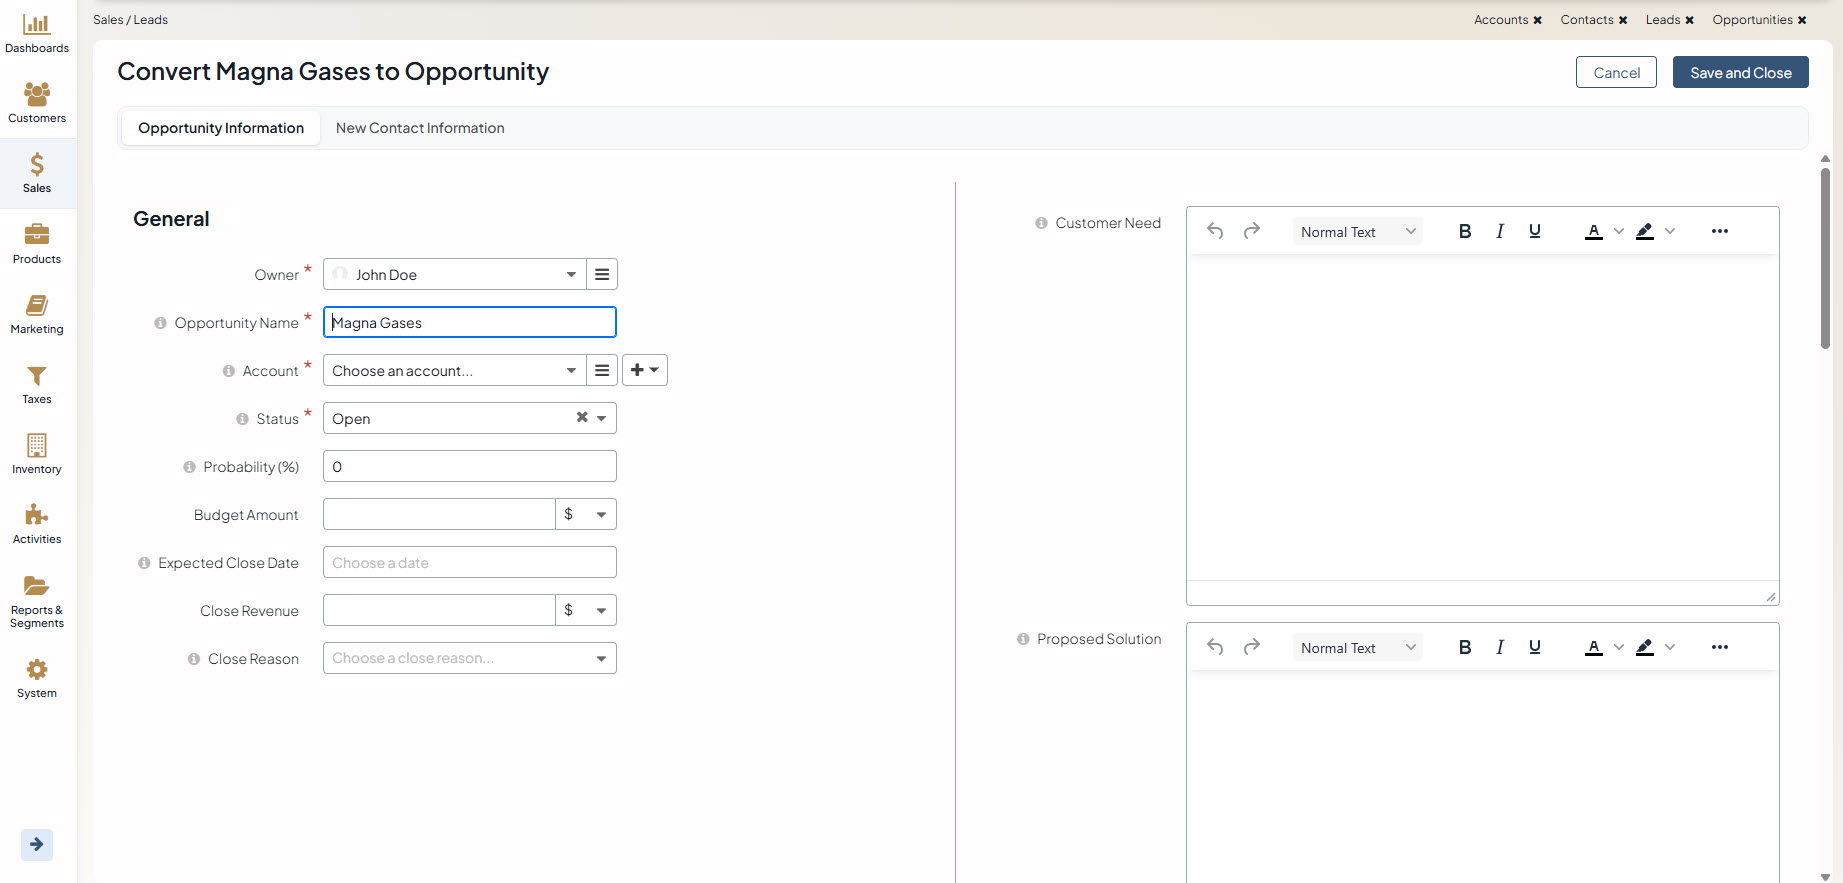 Sales / Leads
Accounts ✖ Contacts ✖ Leads ✖ Opportunities ✖
Dashboards
Customers
Sales
Products
Marketing
Taxes
Inventory
Activities
Reports &
Segments
System
Convert Magna Gases to Opportunity
Cancel
Save and Close
Opportunity Information
New Contact Information
General
Owner * John Doe
Opportunity Name * Magna Gases
Account * Choose an account...
Status * Open
Probability (%) 0
Budget Amount $
Expected Close Date Choose a date
Close Revenue $
Close Reason Choose a close reason...
Customer Need
Normal Text B I U A
Proposed Solution
Normal Text B I U A